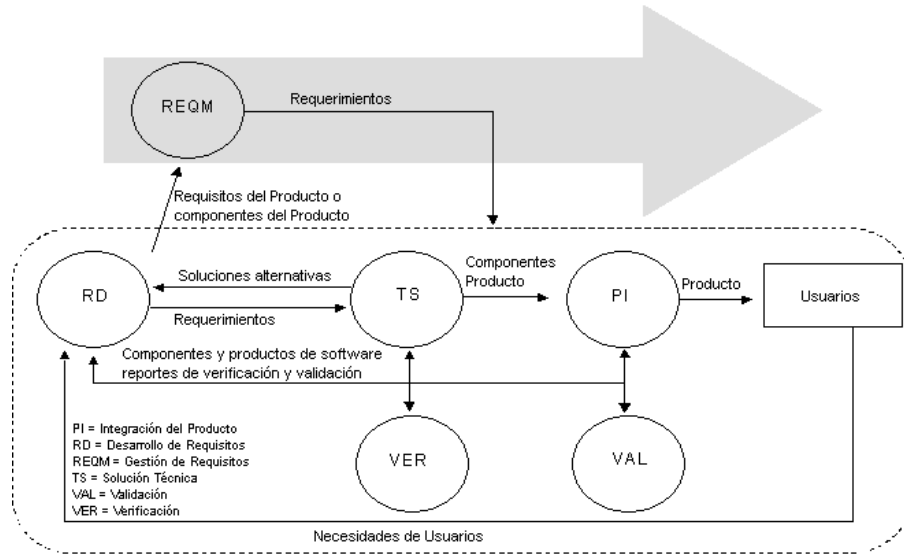 REQM
Requerimientos
Requisitos del Producto o
componentes del Producto
RD
Soluciones alternativas
Requerimientos
TS
Componentes
Producto
PI
Producto
Usuarios
Componentes y productos de software
reportes de verificación y validación
PI = Integración del Producto
RD = Desarrollo de Requisitos
REQM = Gestión de Requisitos
TS = Solución Técnica
VAL = Validación
VER = Verificación
VER
VAL
Necesidades de Usuarios